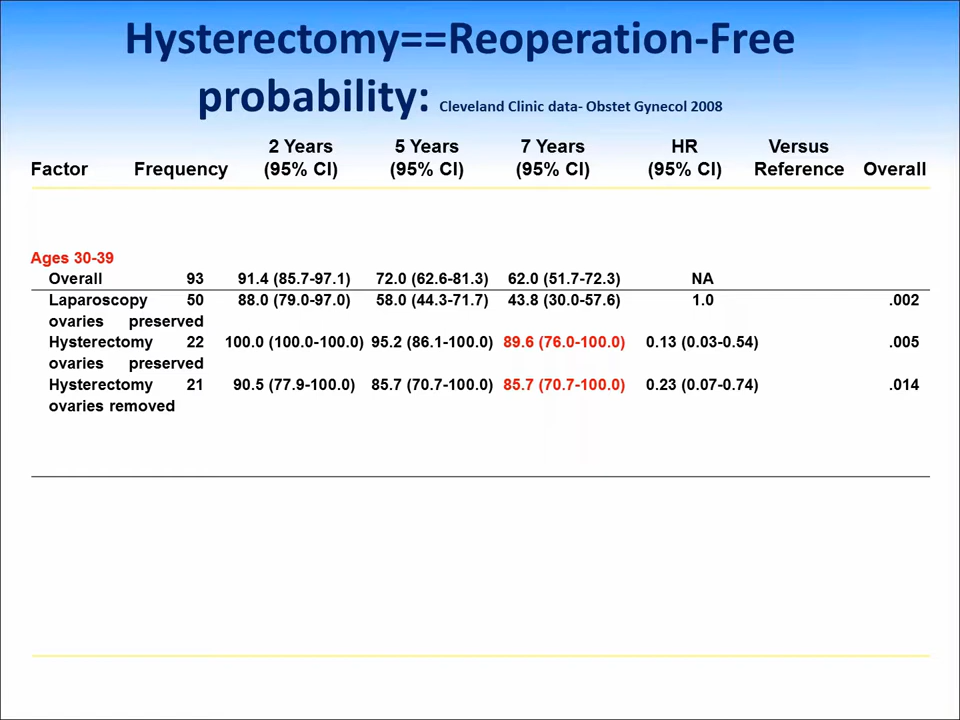 Hysterectomy==Reoperation-Free
probability: Cleveland Clinic data- Obstet Gynecol 2008
2 Years 5 Years 7 Years HR Versus
Factor Frequency (95% CI) (95% CI) (95% CI) (95% CI) Reference Overall
Ages 30-39
Overall 93 91.4 (85.7-97.1) 72.0 (62.6-81.3) 62.0 (51.7-72.3) NA
Laparoscopy 50 88.0 (79.0-97.0) 58.0 (44.3-71.7) 43.8 (30.0-57.6) 1.0 .002
ovaries preserved
Hysterectomy 22 100.0 (100.0-100.0) 95.2 (86.1-100.0) 89.6 (76.0-100.0) 0.13 (0.03-0.54) .005
ovaries preserved
Hysterectomy 21 90.5 (77.9-100.0) 85.7 (70.7-100.0) 85.7 (70.7-100.0) 0.23 (0.07-0.74) .014
ovaries removed